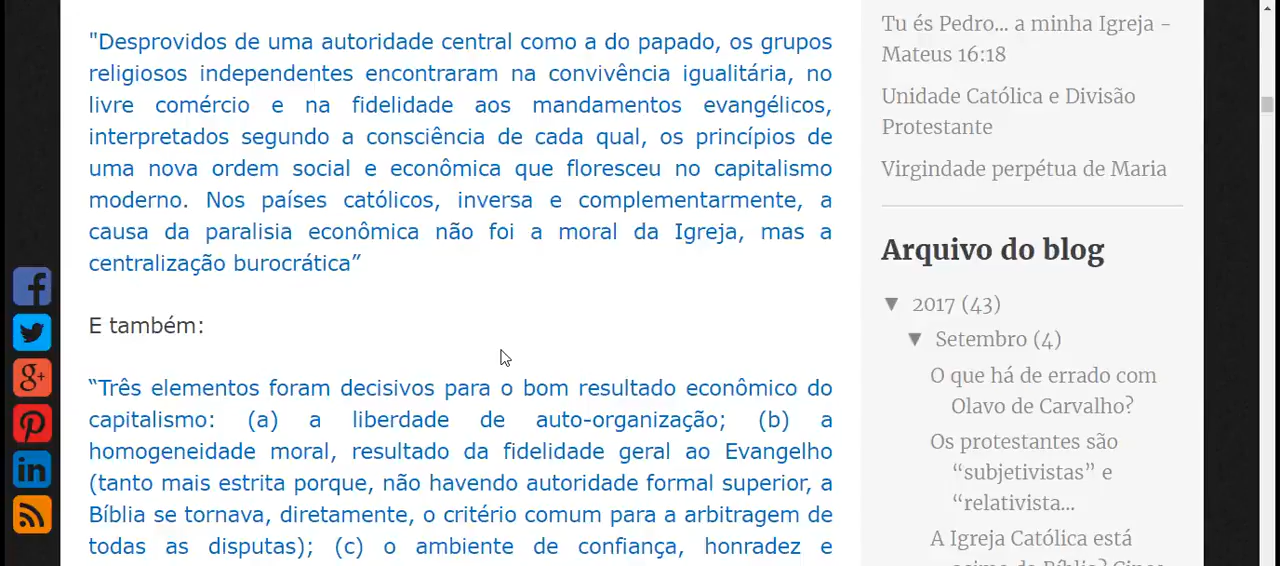 "Desprovidos de uma autoridade central como a do papado, os grupos
religiosos independentes encontraram na convivência igualitária, no
livre comércio e na fidelidade aos mandamentos evangélicos,
interpretados segundo a consciência de cada qual, os princípios de
uma nova ordem social e econômica que floresceu no capitalismo
moderno. Nos países católicos, inversa e complementarmente, a
causa da paralisia econômica não foi a moral da Igreja, mas a
centralização burocrática”
E também:
“Três elementos foram decisivos para o bom resultado econômico do
capitalismo: (a) a liberdade de auto-organização; (b) a
homogeneidade moral, resultado da fidelidade geral ao Evangelho
(tanto mais estrita porque, não havendo autoridade formal superior, a
Bíblia se tornava, diretamente, o critério comum para a arbitragem de
todas as disputas); (c) o ambiente de confiança, honradez e
Tu és Pedro... a minha Igreja -
Mateus 16:18
Unidade Católica e Divisão
Protestante
Virgindade perpétua de Maria
Arquivo do blog
▼ 2017 (43)
▼ Setembro (4)
O que há de errado com
Olavo de Carvalho?
Os protestantes são
“subjetivistas” e
“relativista...
A Igreja Católica está
acima da Bíblia? Cinco